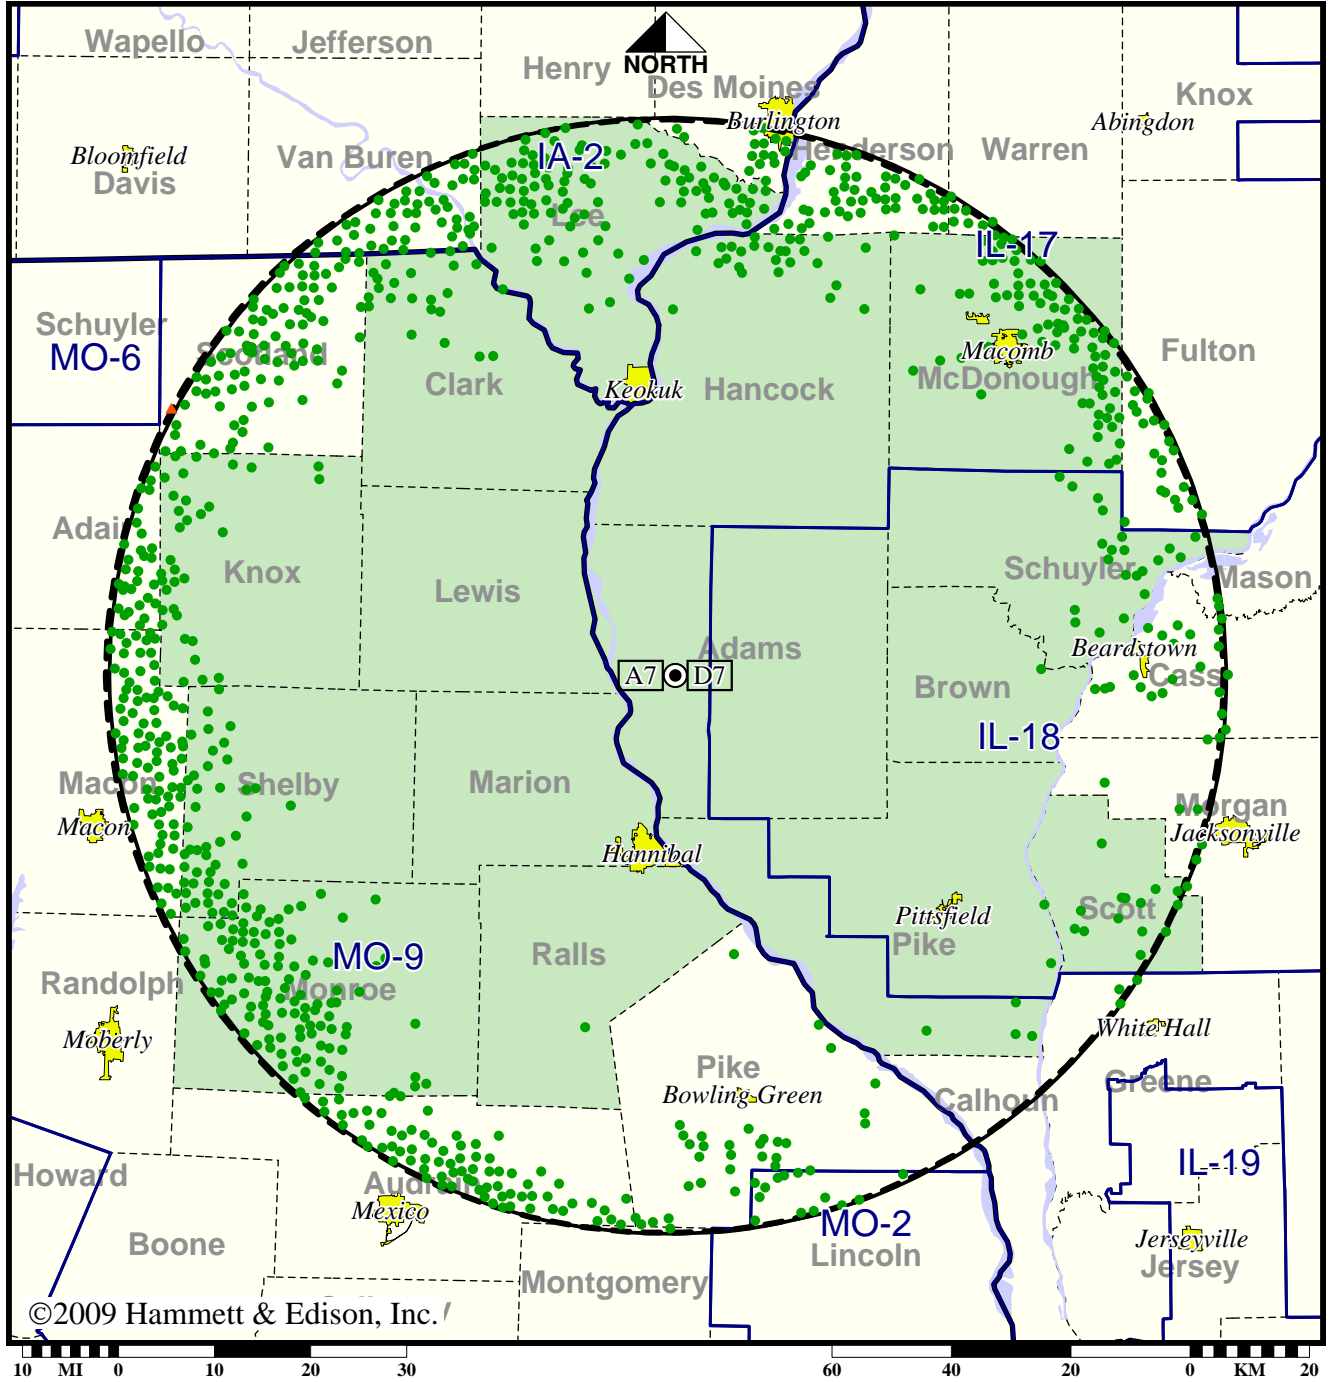 Wapello
Jefferson
Henry
NORTH
Des Moines
Knox
Burlington
Abingdon
Bloomfield
Davis
Van Buren
IA-2
Henderson
Warren
Lee
IL-17
Schuyler
MO-6
Scotland
Clark
Keokuk
Hancock
Macomb
McDonough
Fulton
Adair
Knox
Lewis
Schuyler
Mason
Adams
Beardstown
A7
D7
Brown
Cass
IL-18
Macon
Macon
Shelby
Marion
Morgan
Jacksonville
Hannibal
Pittsfield
Pike
Scott
MO-9
Ralls
Randolph
Monroe
Moberly
White Hall
Pike
Bowling Green
Calhoun
Greene
Howard
Audrain
Mexico
IL-19
Boone
MO-2
Lincoln
Jerseyville
Jersey
Montgomery
©2009 Hammett & Edison, Inc.
10 MI 0 10 20 30 60 40 20 0 KM 20